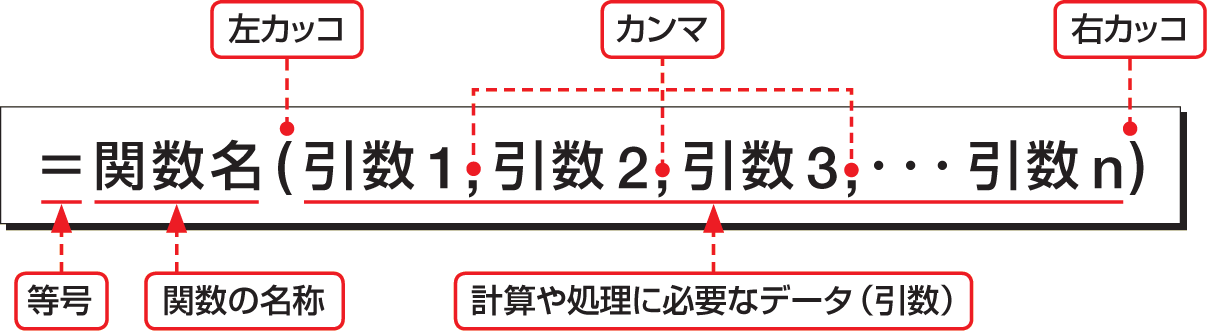 左カッコ
カンマ
右カッコ
＝関数名(引数1,引数2,引数3,・・・引数n)
等号
関数の名称
計算や処理に必要なデータ（引数）